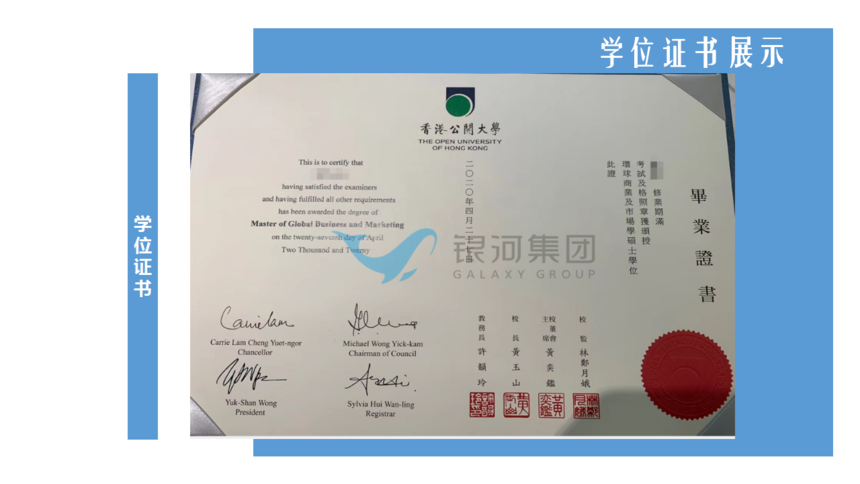 学位证书展示
学位证书
香港公開大學
THE OPEN UNIVERSITY
OF HONG KONG
This is to certify that
having satisfied the examiners
and having fulfilled all other requirements
has been awarded the degree of
Master of Global Business and Marketing
on the twenty-seventh day of April
Two Thousand and Twenty
畢業證書
修業期滿
考試及格照章獲頒授
環球商業及市場學碩士學位
此證
二〇二〇年四月二十七日
银河集团
GALAXY GROUP
Carrie Lam Cheng Yuet-ngor
Chancellor
Michael Wong Yick-kam
Chairman of Council
Yuk-Shan Wong
President
Sylvia Hui Wan-ling
Registrar
校監 林鄭月娥
校董會主席 黃奕鑑
校長 黃玉山
教務長 許韻玲